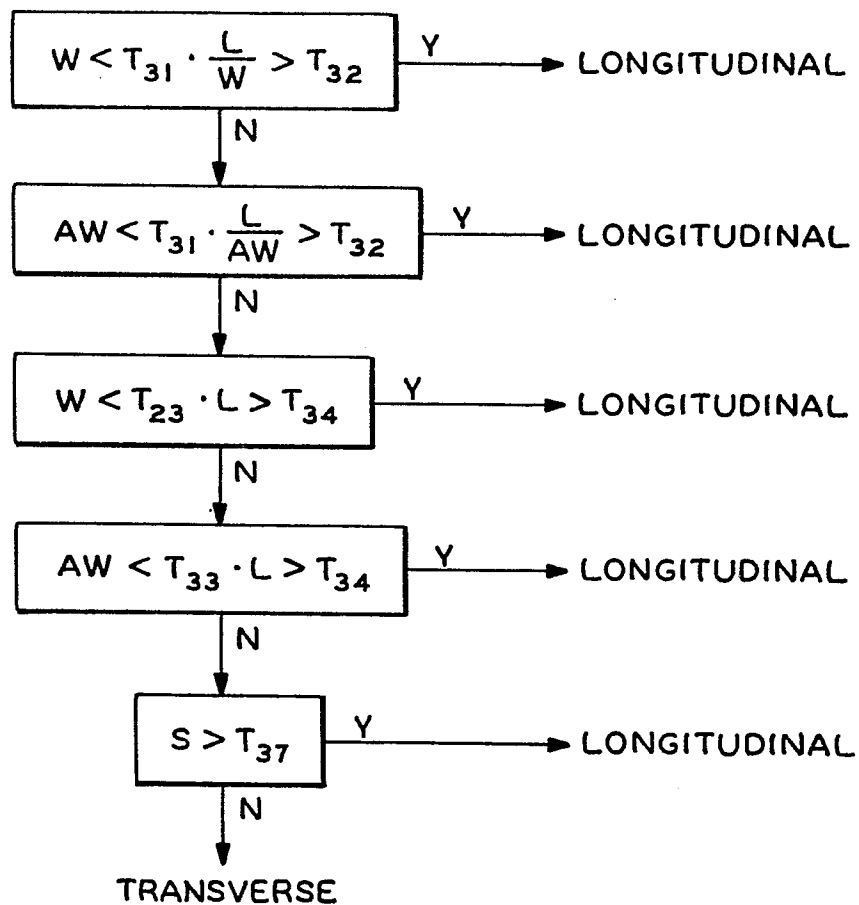 W < T31 · L/W > T32
Y
LONGITUDINAL
N
AW < T31 · L/AW > T32
Y
LONGITUDINAL
N
W < T23 · L > T34
Y
LONGITUDINAL
N
AW < T33 · L > T34
Y
LONGITUDINAL
N
S > T37
Y
LONGITUDINAL
N
TRANSVERSE